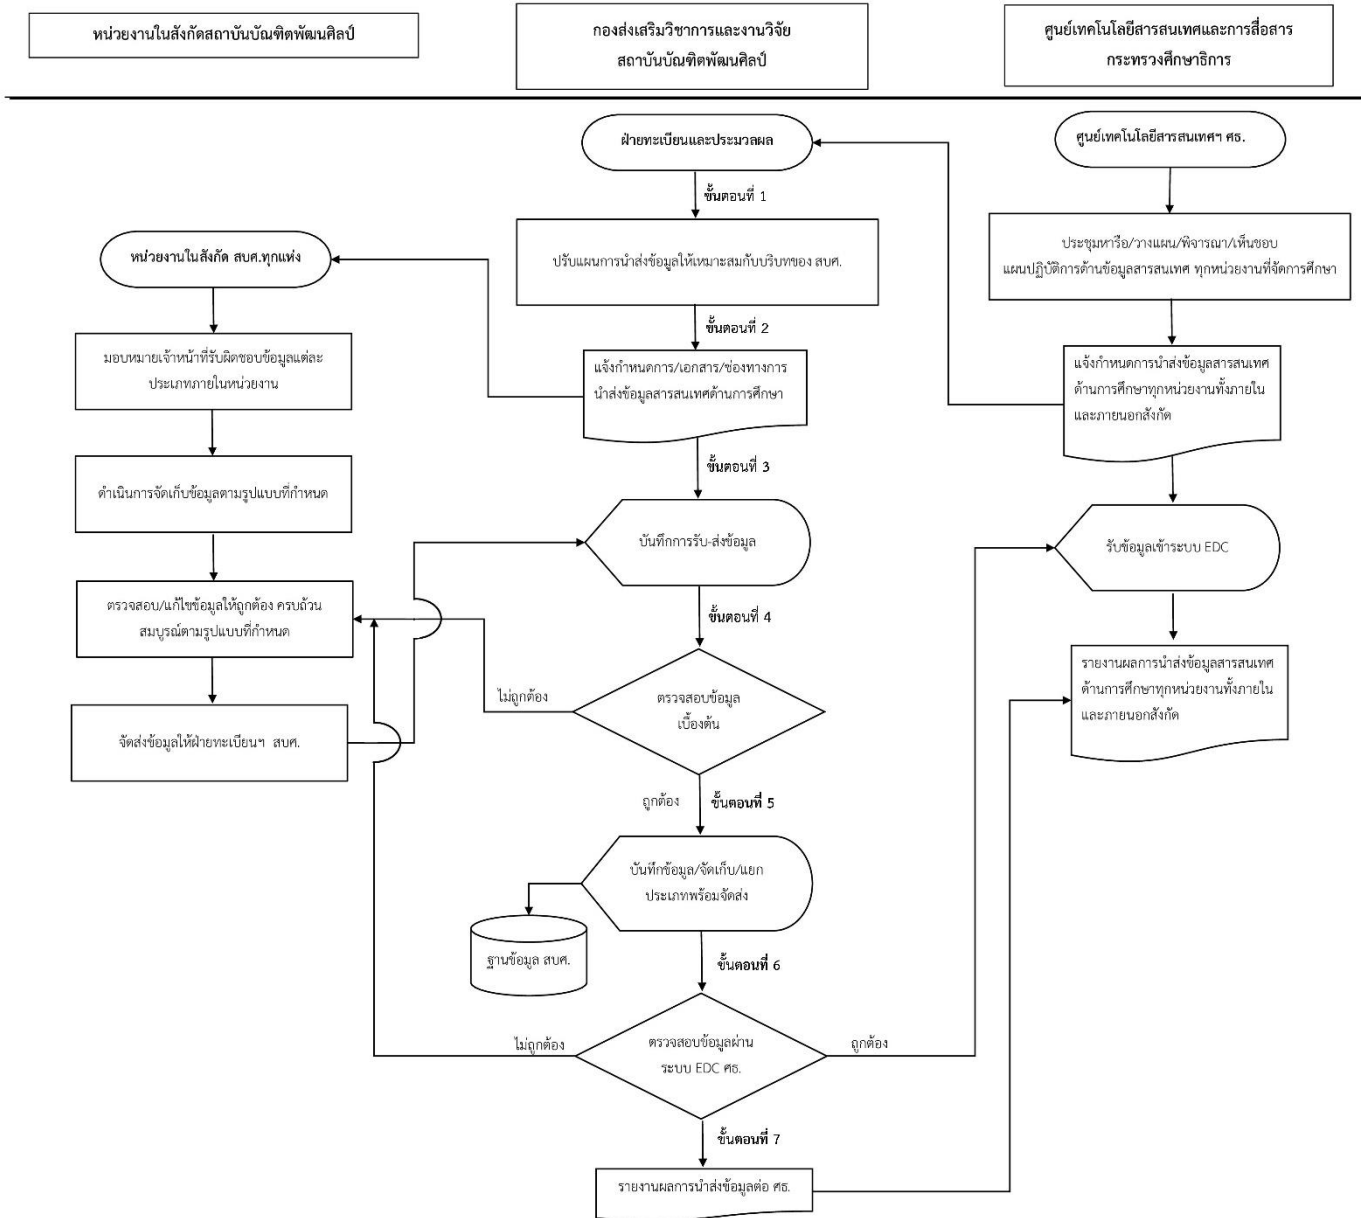 หน่วยงานในสังกัดสถาบันบัณฑิตพัฒนศิลป์
กองส่งเสริมวิชาการและงานวิจัย
สถาบันบัณฑิตพัฒนศิลป์
ศูนย์เทคโนโลยีสารสนเทศและการสื่อสาร
กระทรวงศึกษาธิการ
ฝ่ายทะเบียนและประมวลผล
ศูนย์เทคโนโลยีสารสนเทศฯ ศธ.
ขั้นตอนที่ 1
หน่วยงานในสังกัด สบศ.ทุกแห่ง
ปรับแผนการนำส่งข้อมูลให้เหมาะสมกับบริบทของ สบศ.
ประชุมหารือ/วางแผน/พิจารณา/เห็นชอบ
แผนปฏิบัติการด้านข้อมูลสารสนเทศ ทุกหน่วยงานที่จัดการศึกษา
ขั้นตอนที่ 2
มอบหมายเจ้าหน้าที่รับผิดชอบข้อมูลแต่ละ
ประเภทภายในหน่วยงาน
แจ้งกำหนดการ/เอกสาร/ช่องทางการ
นำส่งข้อมูลสารสนเทศด้านการศึกษา
แจ้งกำหนดการนำส่งข้อมูลสารสนเทศ
ด้านการศึกษาทุกหน่วยงานทั้งภายใน
และภายนอกสังกัด
ขั้นตอนที่ 3
ดำเนินการจัดเก็บข้อมูลตามรูปแบบที่กำหนด
บันทึกการรับ-ส่งข้อมูล
รับข้อมูลเข้าระบบ EDC
ตรวจสอบ/แก้ไขข้อมูลให้ถูกต้อง ครบถ้วน
สมบูรณ์ตามรูปแบบที่กำหนด
ขั้นตอนที่ 4
ไม่ถูกต้อง
ตรวจสอบข้อมูล
เบื้องต้น
รายงานผลการนำส่งข้อมูลสารสนเทศ
ด้านการศึกษาทุกหน่วยงานทั้งภายใน
และภายนอกสังกัด
จัดส่งข้อมูลให้ฝ่ายทะเบียนฯ สบศ.
ถูกต้อง
ขั้นตอนที่ 5
บันทึกข้อมูล/จัดเก็บ/แยก
ประเภทพร้อมจัดส่ง
ฐานข้อมูล สบศ.
ขั้นตอนที่ 6
ไม่ถูกต้อง
ตรวจสอบข้อมูลผ่าน
ระบบ EDC ศธ.
ถูกต้อง
ขั้นตอนที่ 7
รายงานผลการนำส่งข้อมูลต่อ ศธ.